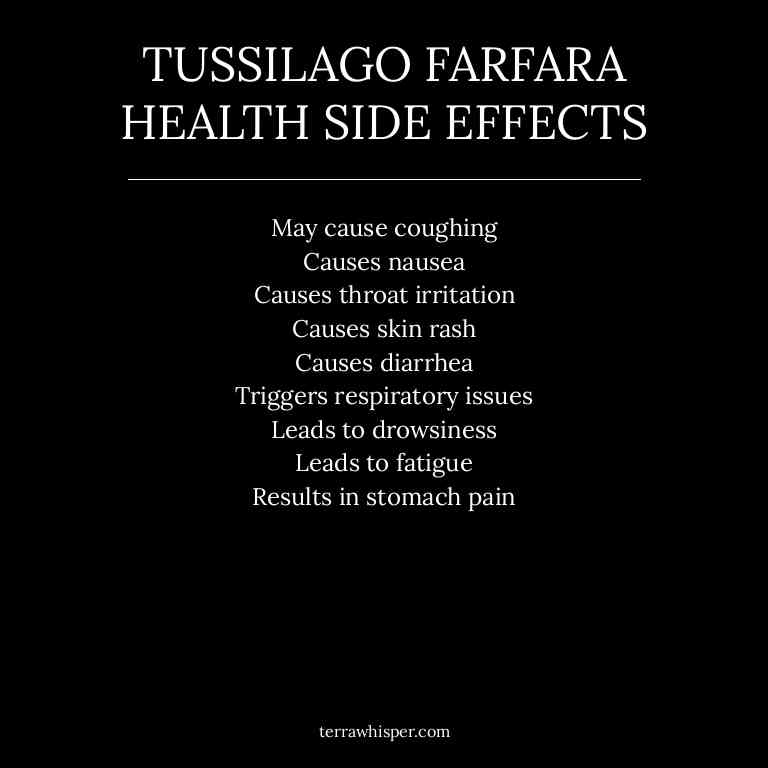 TUSSILAGO FARFARA
HEALTH SIDE EFFECTS
May cause coughing
Causes nausea
Causes throat irritation
Causes skin rash
Causes diarrhea
Triggers respiratory issues
Leads to drowsiness
Leads to fatigue
Results in stomach pain
terrawhisper.com